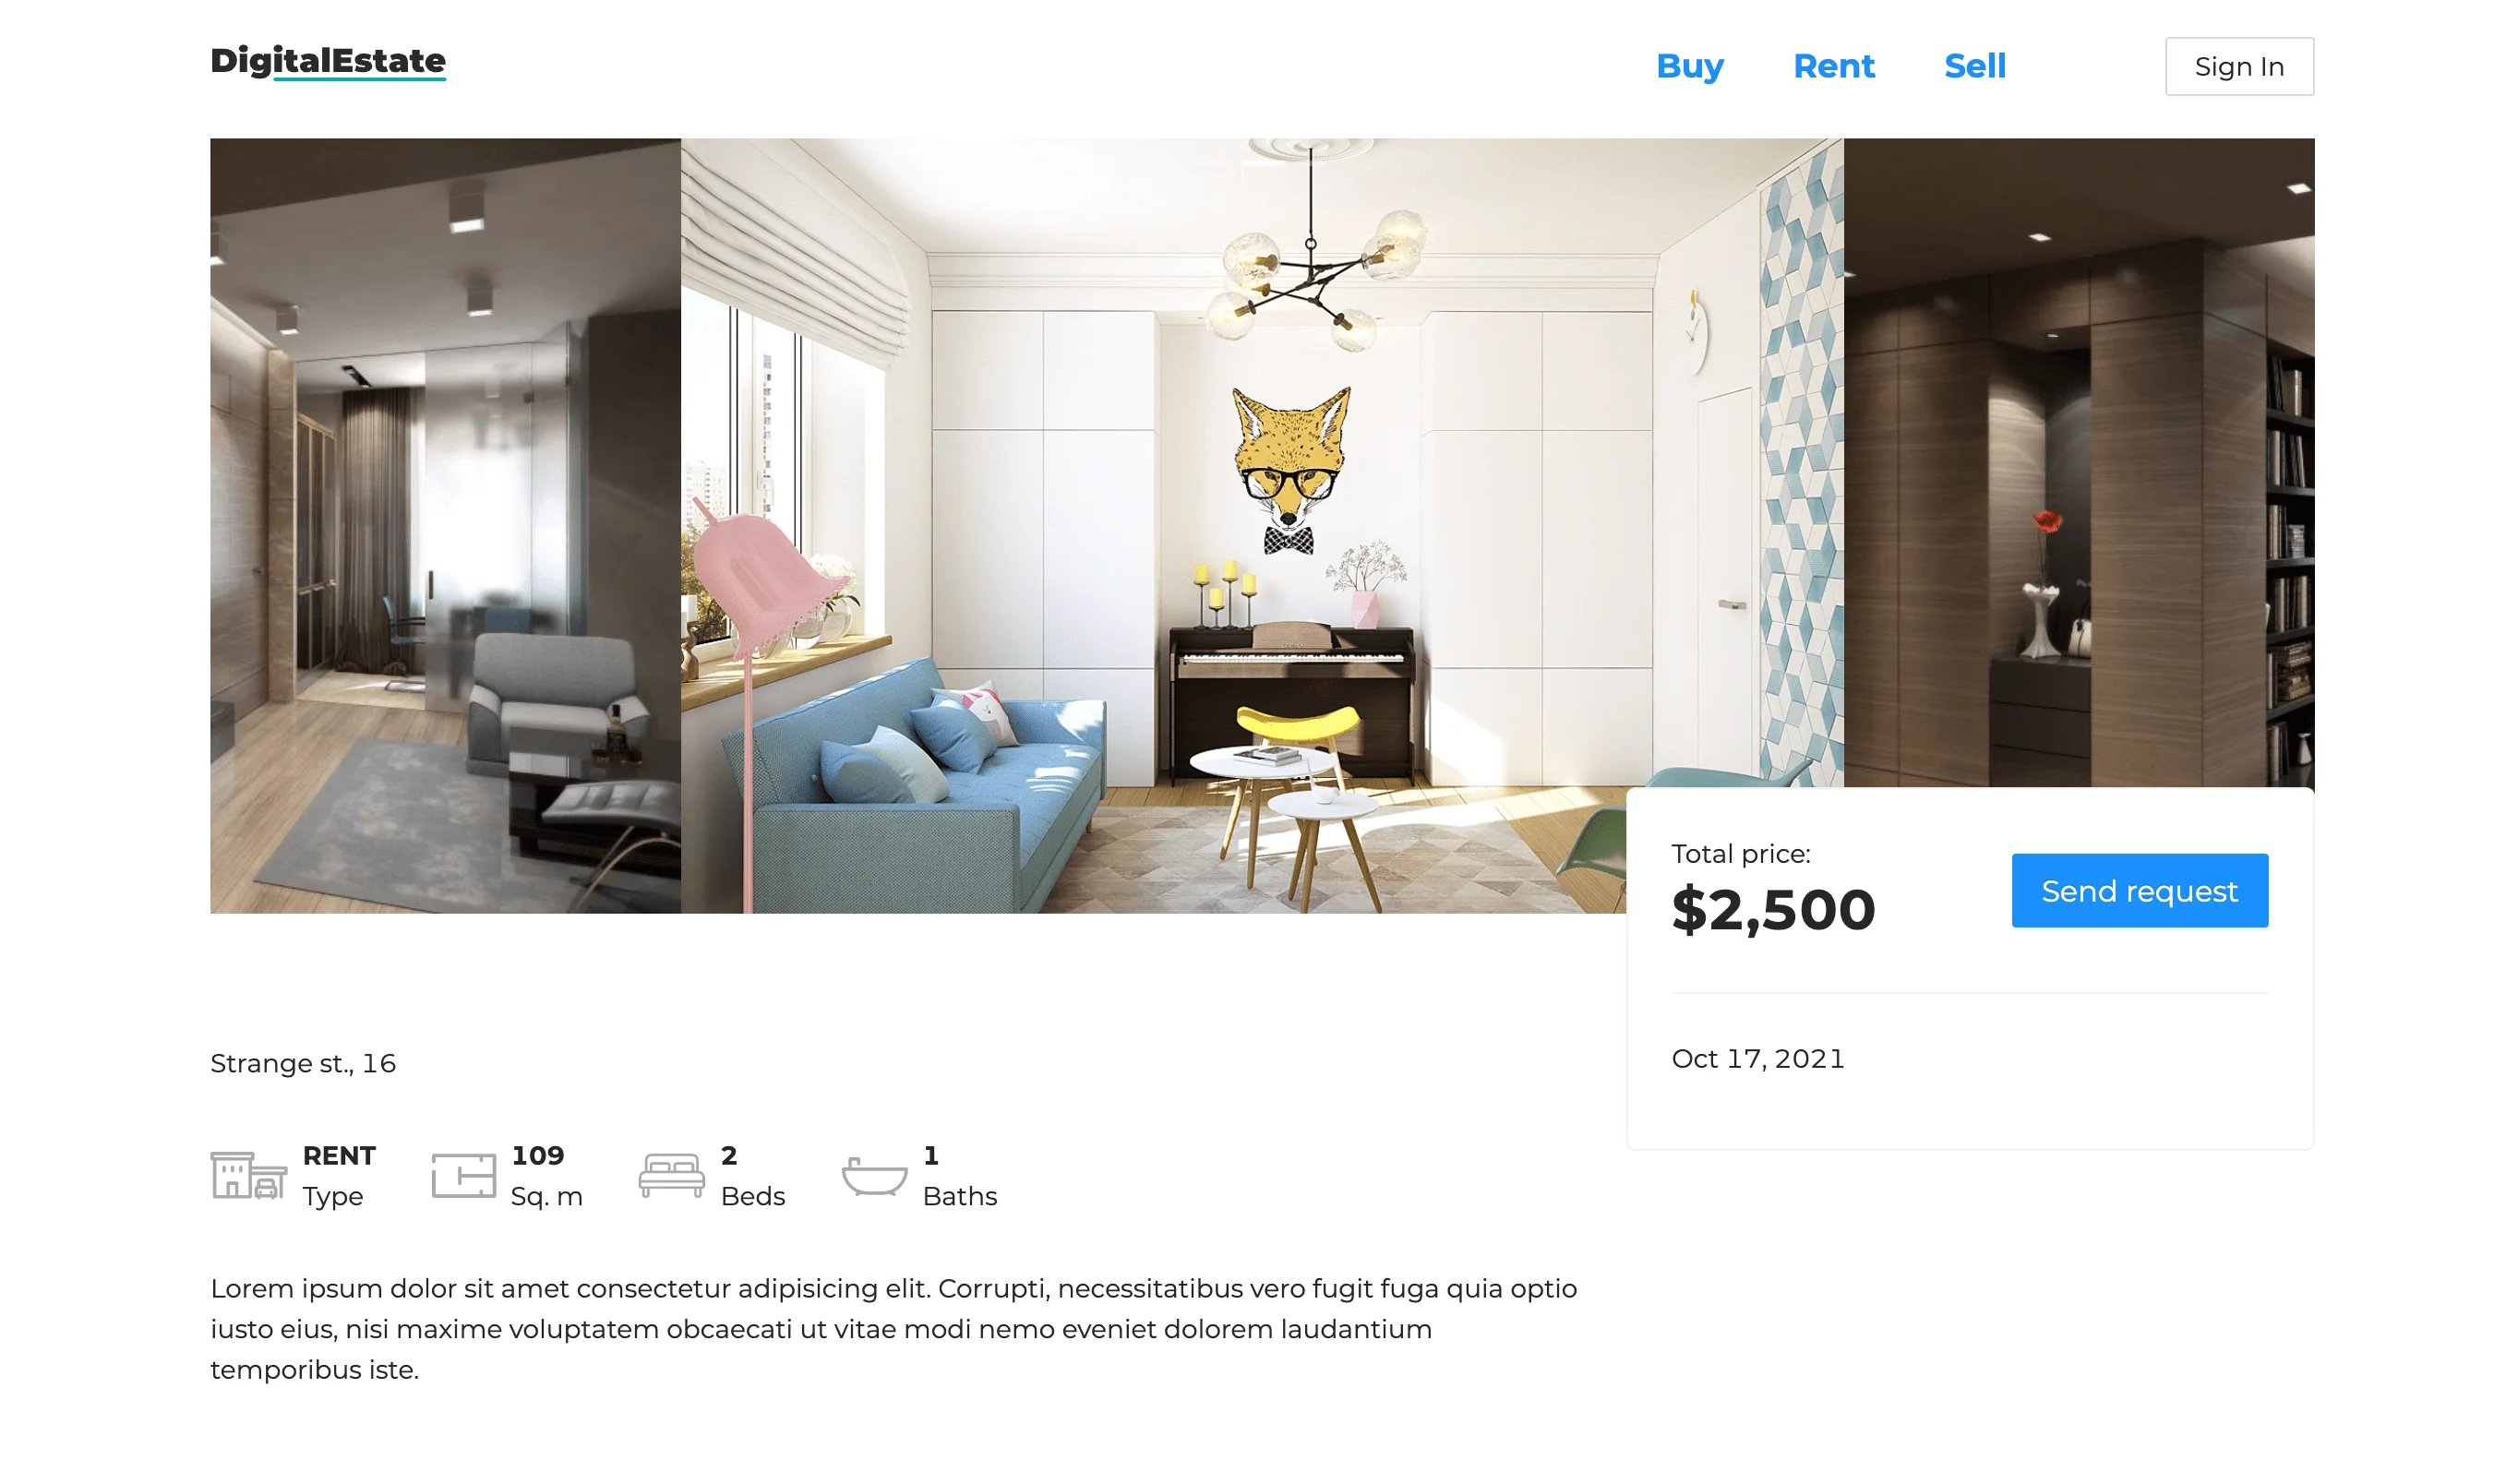 DigitalEstate
Buy Rent Sell Sign In
Total price:
$2,500
Send request
Oct 17, 2021
Strange st., 16
RENT
Type
109
Sq. m
2
Beds
1
Baths
Lorem ipsum dolor sit amet consectetur adipisicing elit. Corrupti, necessitatibus vero fugit fuga quia optio
iusto eius, nisi maxime voluptatem obcaecati ut vitae modi nemo eveniet dolorem laudantium
temporibus iste.